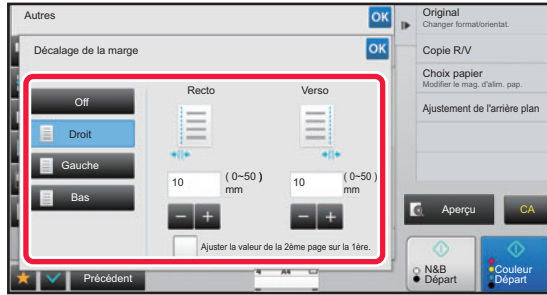 Autres
OK
Décalage de la marge
OK
Off
Droit
Gauche
Bas
Recto
10
( 0~50 )
mm
Verso
10
( 0~50 )
mm
Ajuster la valeur de la 2ème page sur la 1ère.
Précédent
A4
Original
Changer format/orientat.
Copie R/V
Choix papier
Modifier le mag. d'alim. pap.
Ajustement de l'arrière plan
Aperçu
CA
N&B
Départ
Couleur
Départ